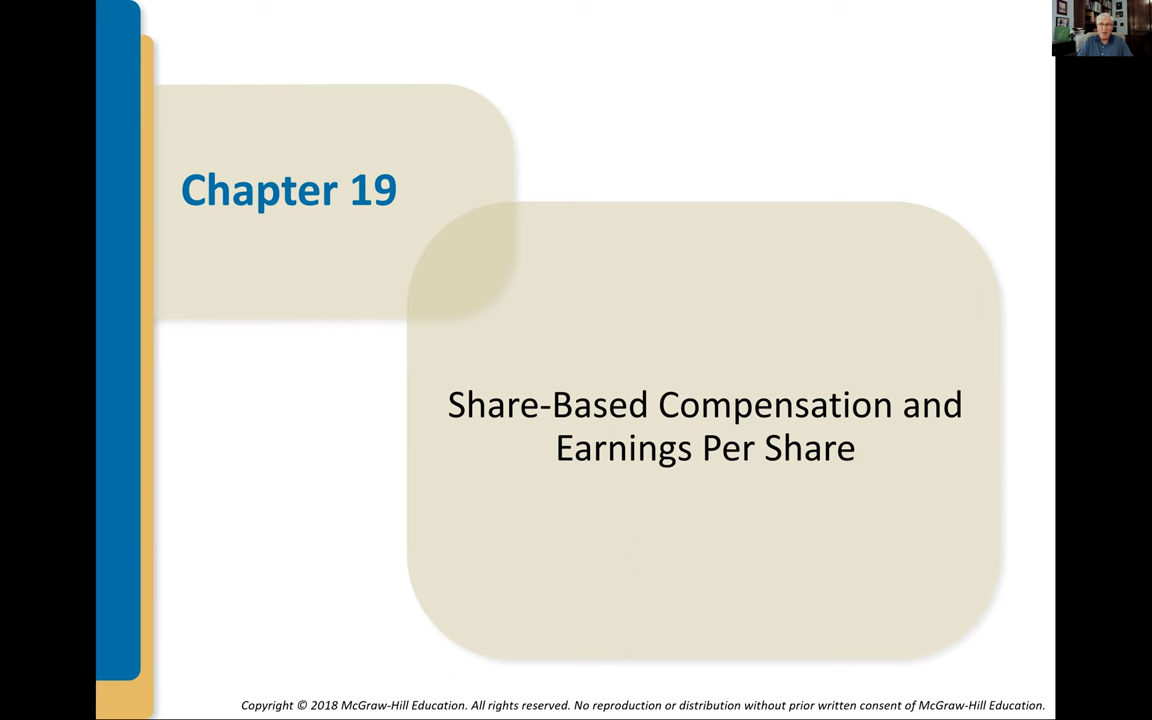 Chapter 19
Share-Based Compensation and
Earnings Per Share
Copyright © 2018 McGraw-Hill Education. All rights reserved. No reproduction or distribution without prior written consent of McGraw-Hill Education.